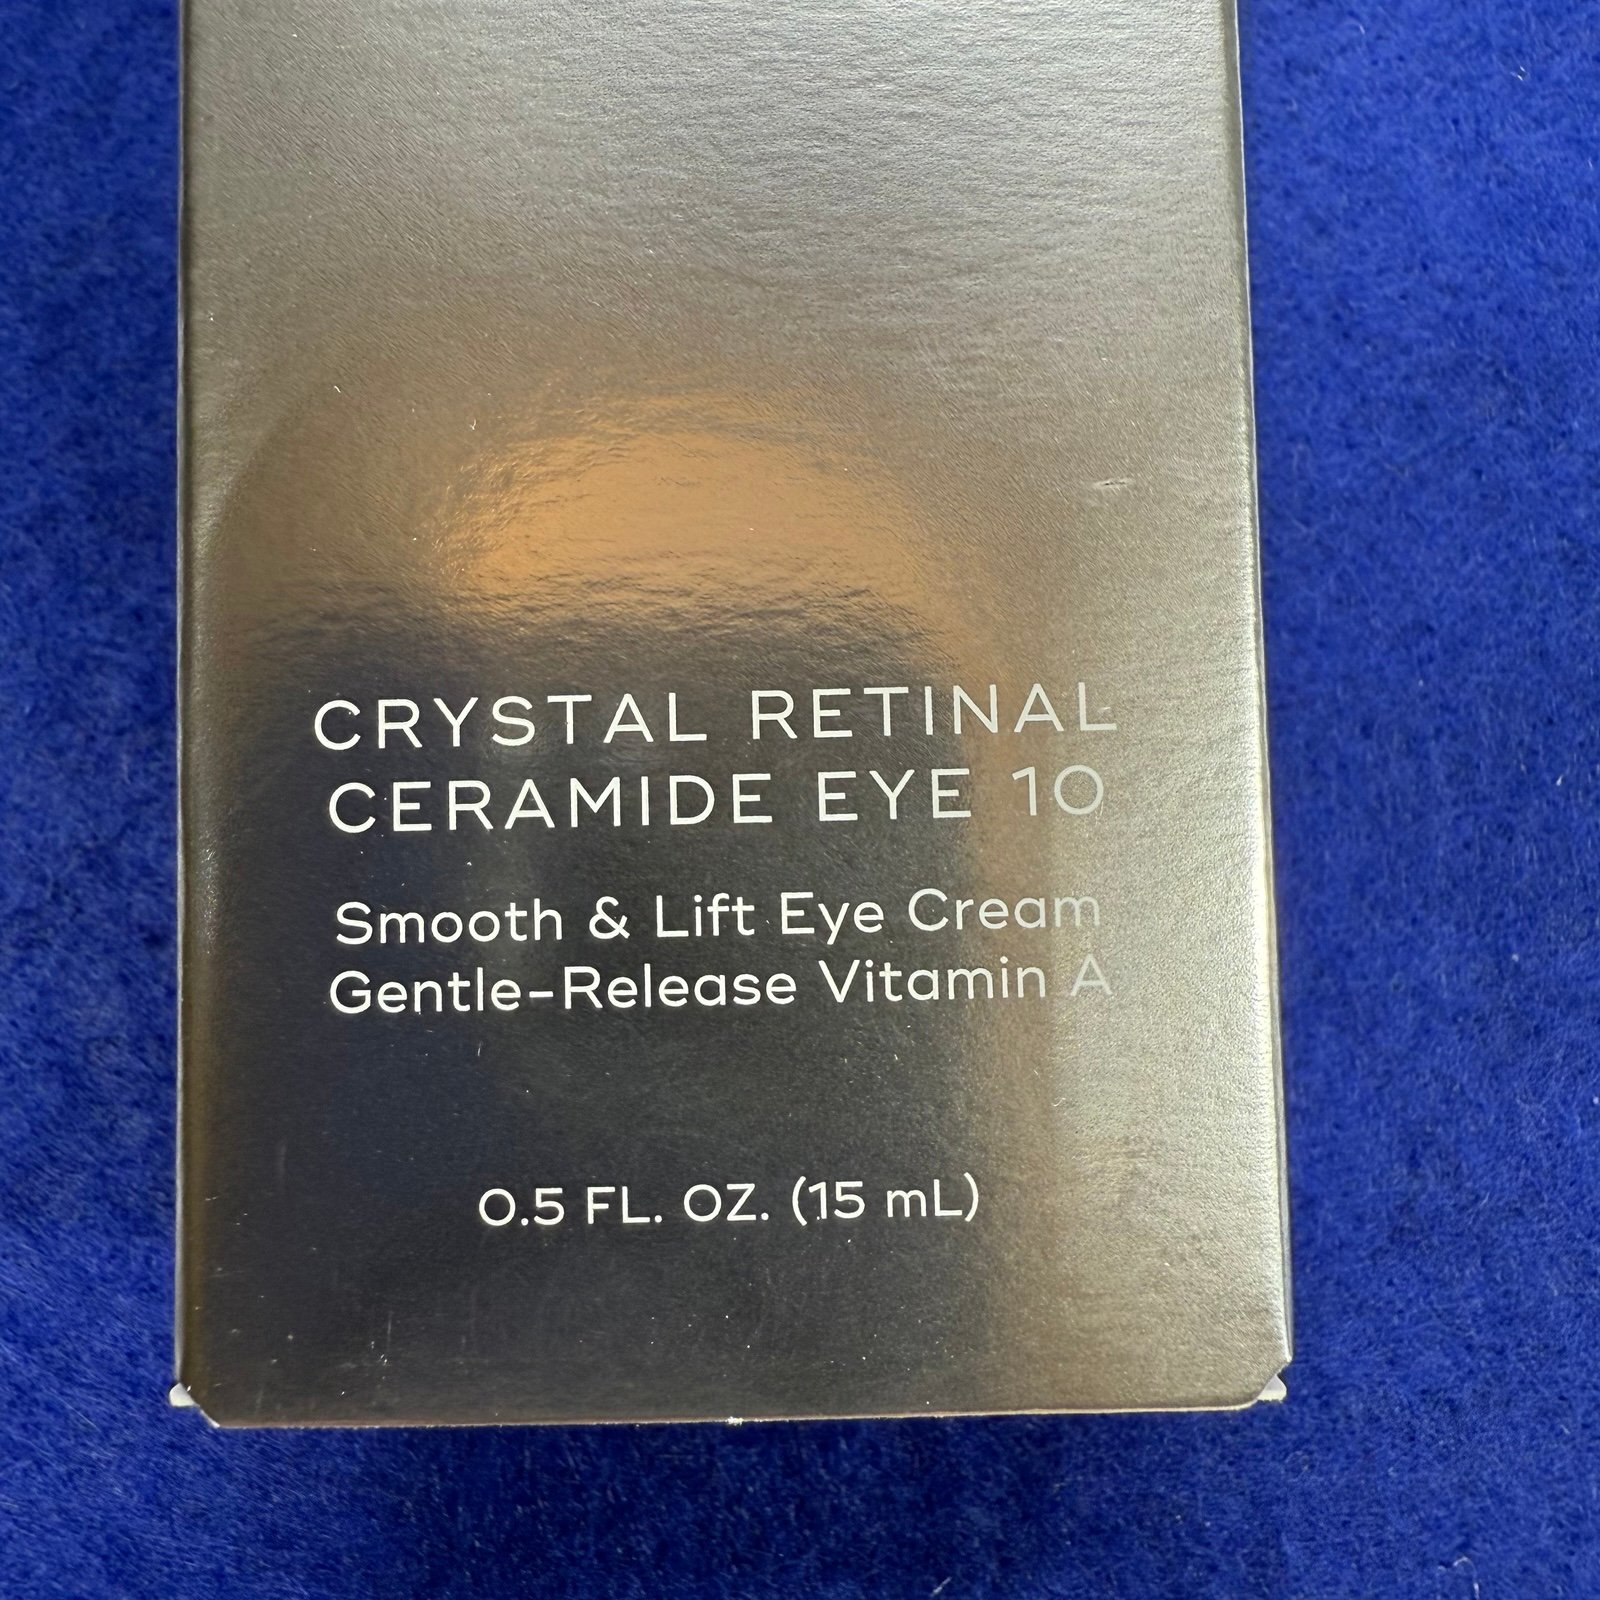 CRYSTAL RETINAL
CERAMIDE EYE 10
Smooth & Lift Eye Cream
Gentle-Release Vitamin A
0.5 FL. OZ. (15 mL)